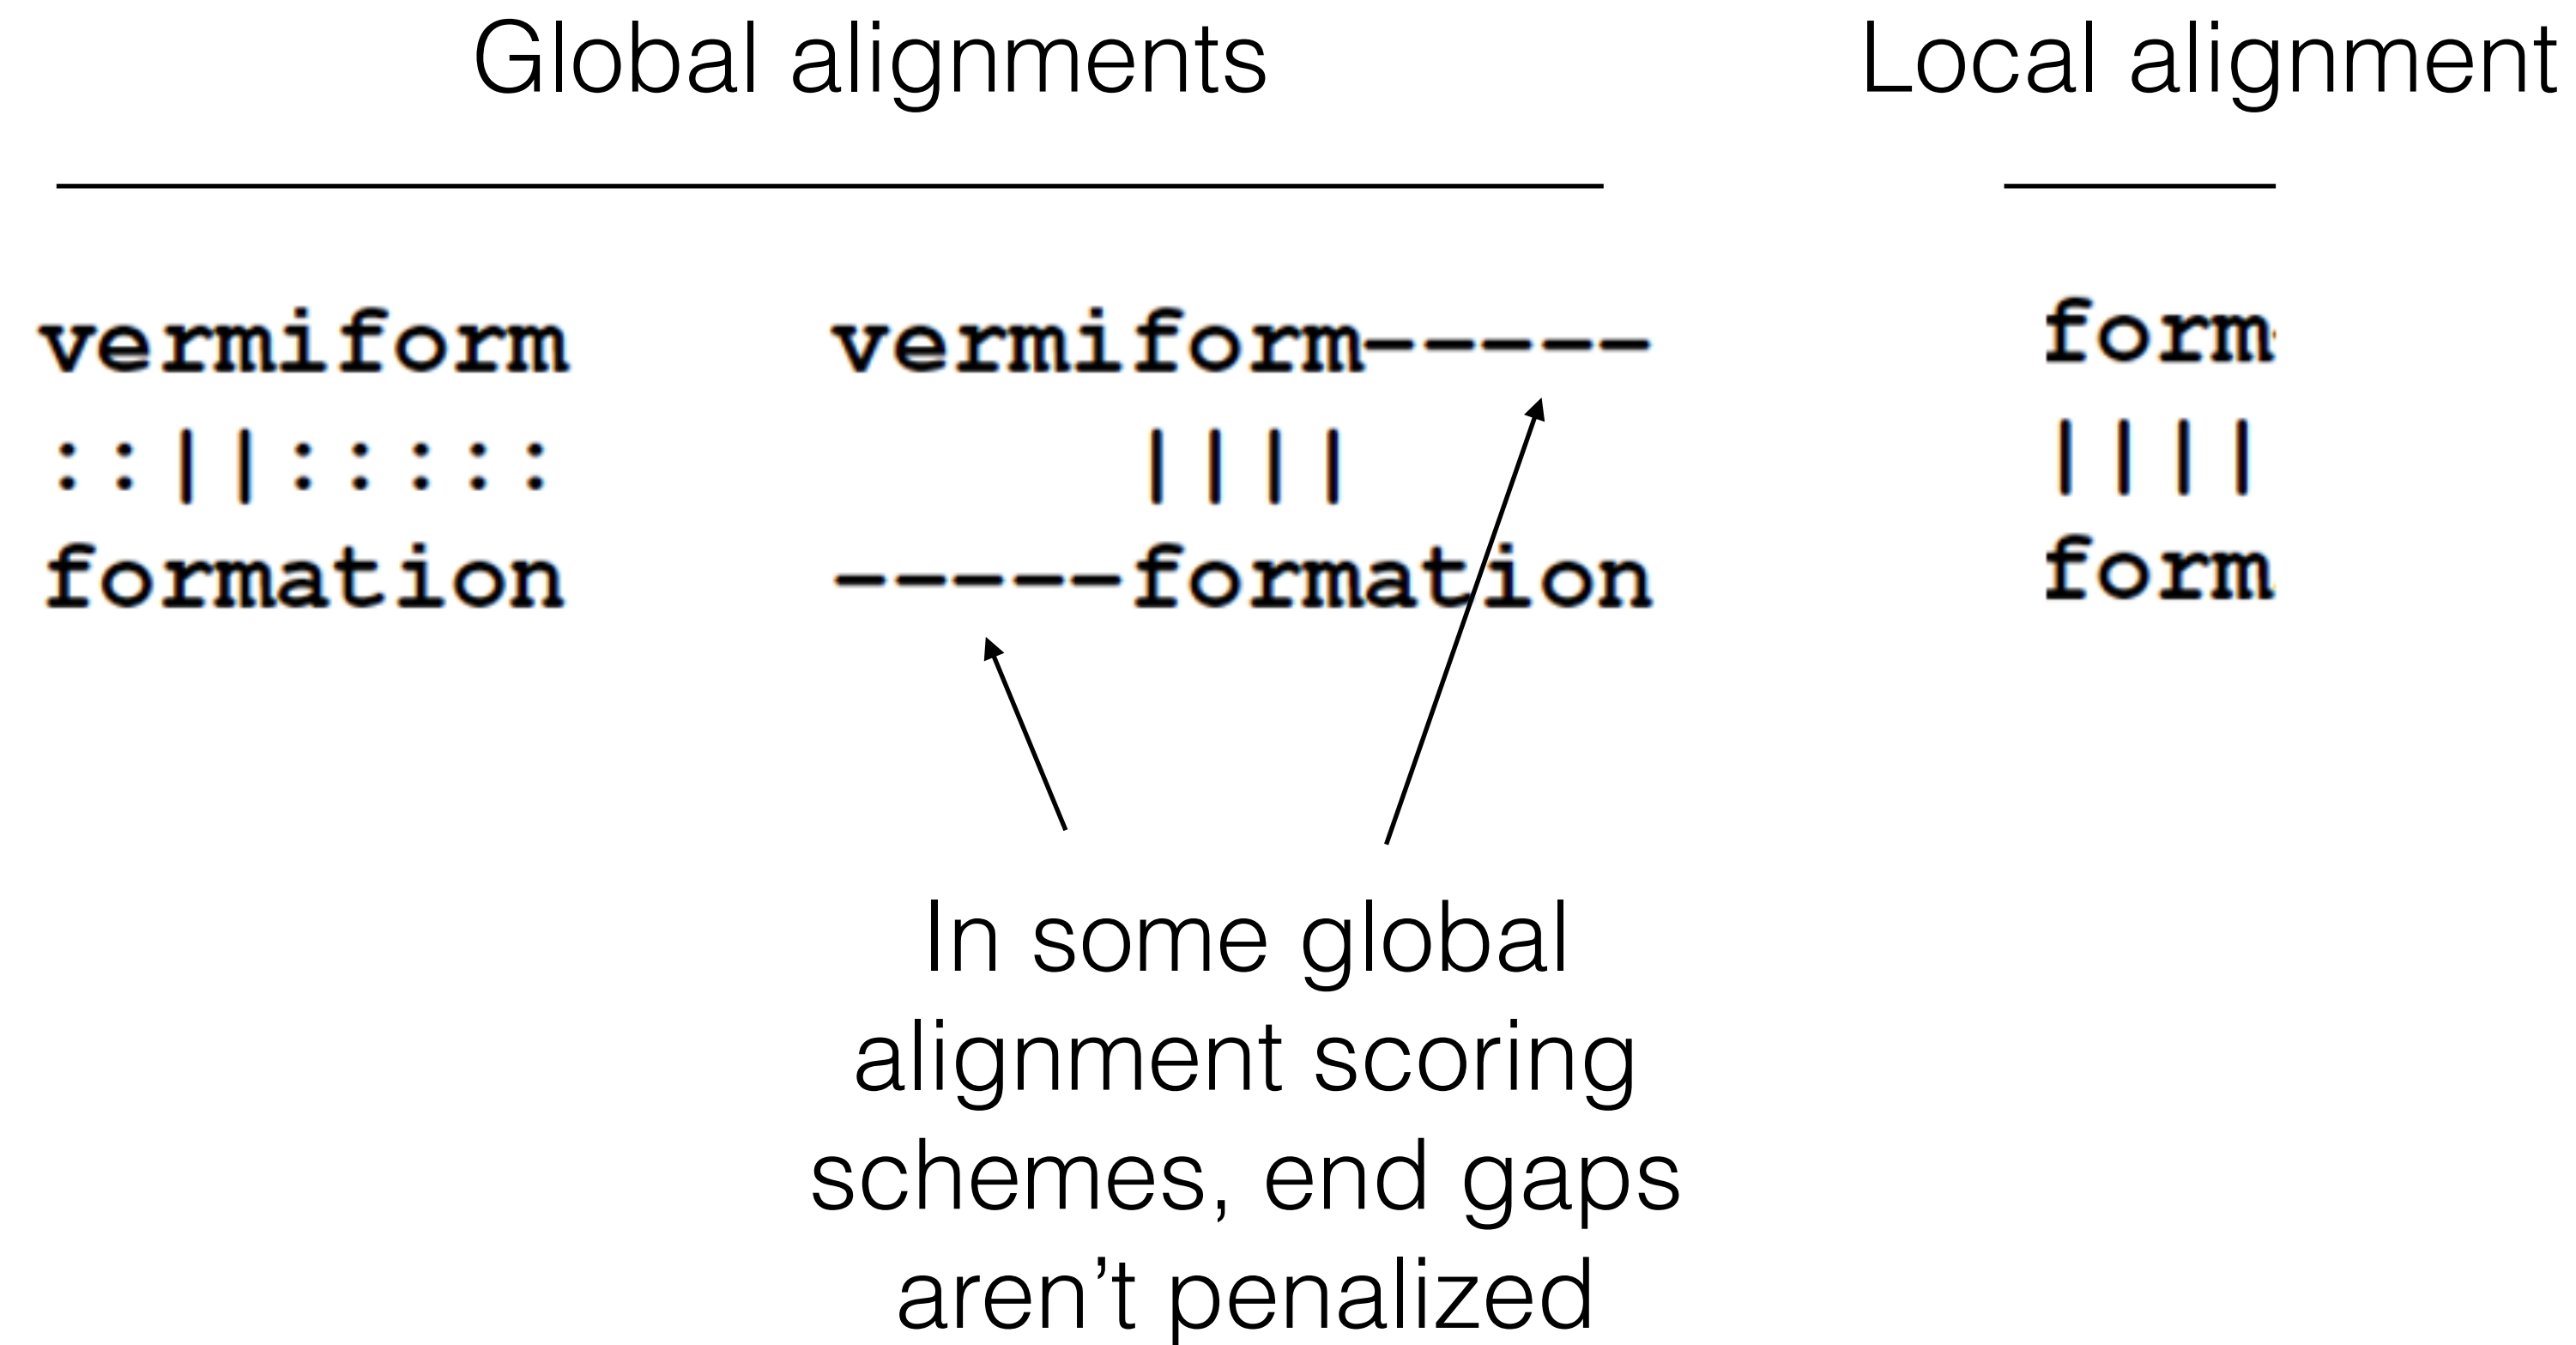 Global alignments
Local alignment
vermiform
::||:::::
formation
vermiform-----
||||
-----formation
form
||||
form
In some global
alignment scoring
schemes, end gaps
aren’t penalized